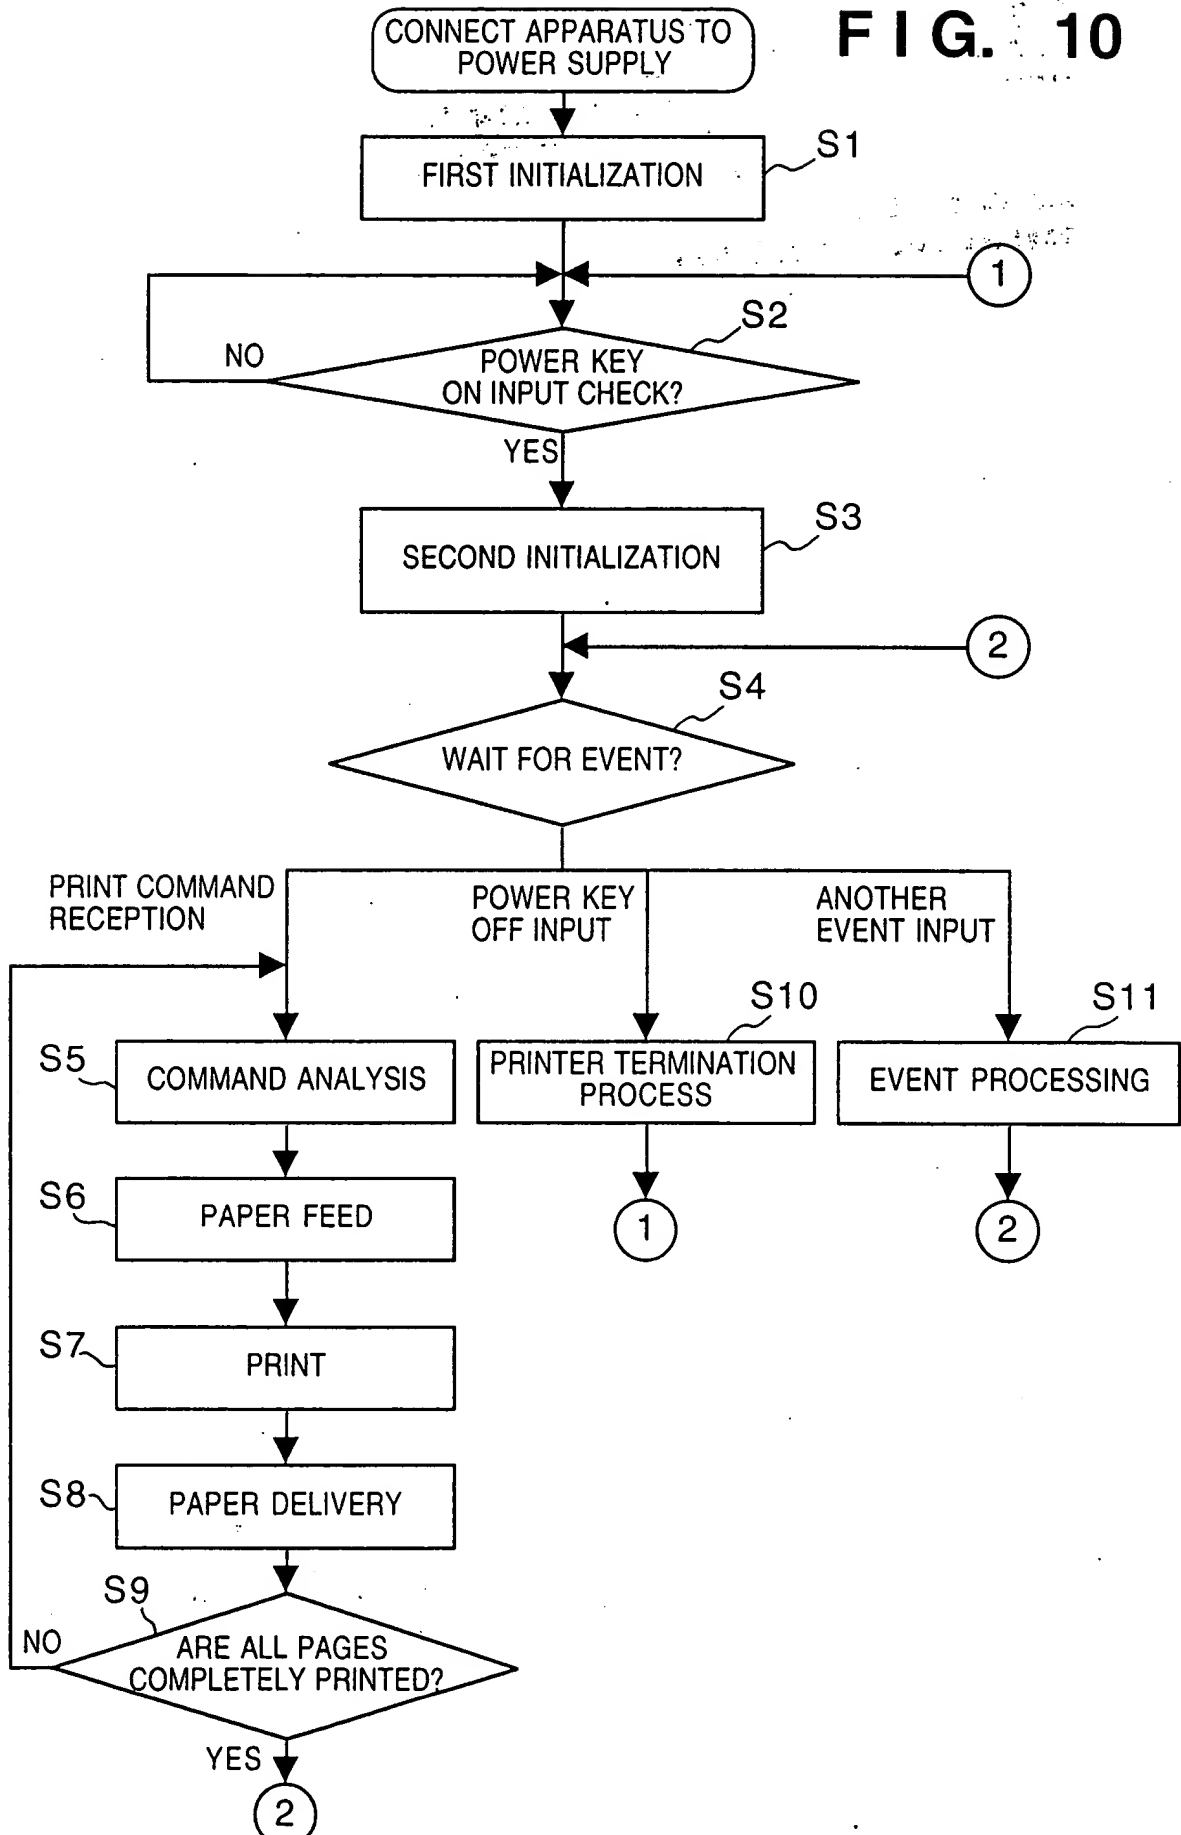 FIG. 10
CONNECT APPARATUS TO
POWER SUPPLY
S1
FIRST INITIALIZATION
1
S2
NO
POWER KEY
ON INPUT CHECK?
YES
S3
SECOND INITIALIZATION
2
S4
WAIT FOR EVENT?
PRINT COMMAND
RECEPTION
POWER KEY
OFF INPUT
ANOTHER
EVENT INPUT
S5
COMMAND ANALYSIS
S10
PRINTER TERMINATION
PROCESS
S11
EVENT PROCESSING
S6
PAPER FEED
1
2
S7
PRINT
S8
PAPER DELIVERY
S9
NO
ARE ALL PAGES
COMPLETELY PRINTED?
YES
2